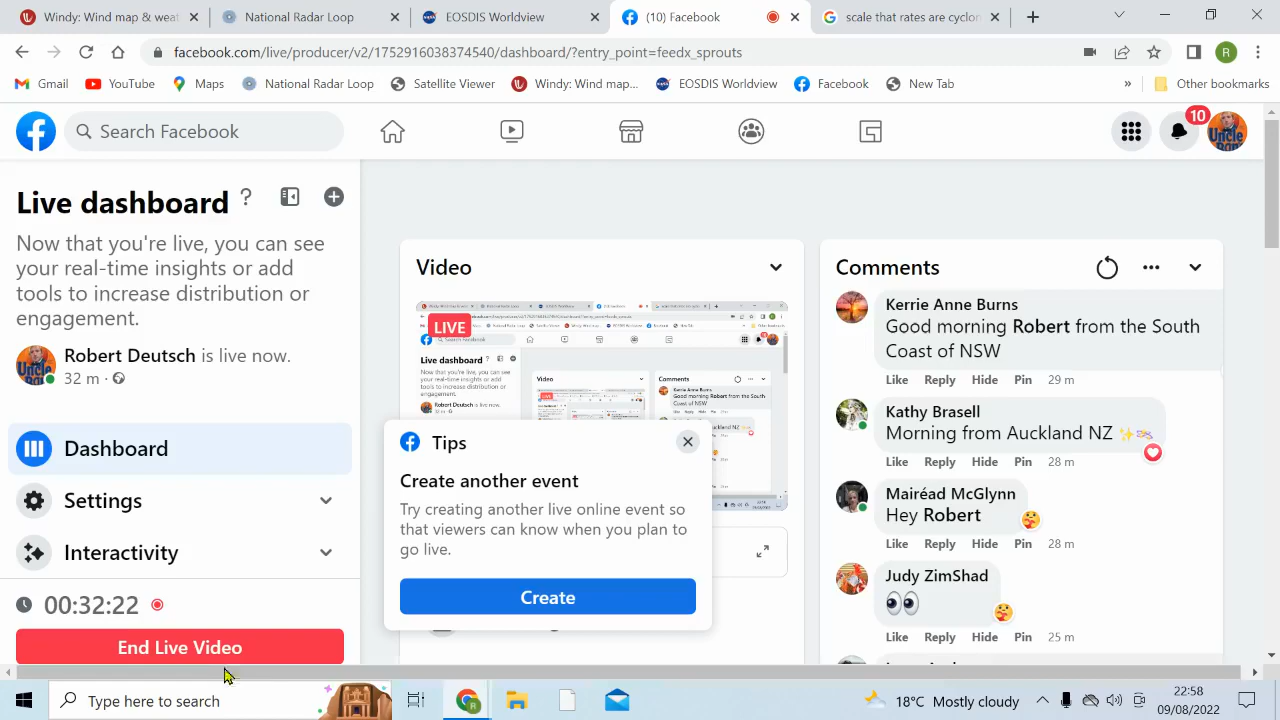 Windy: Wind map & weat
National Radar Loop
EOSDIS Worldview
(10) Facebook
scale that rates are cyclon
facebook.com/live/producer/v2/1752916038374540/dashboard/?entry_point=feedx_sprouts
R
Gmail YouTube Maps National Radar Loop Satellite Viewer Windy: Wind map... EOSDIS Worldview Facebook New Tab » Other bookmarks
Search Facebook
10
Live dashboard ?
Now that you're live, you can see
your real-time insights or add
tools to increase distribution or
engagement.
Robert Deutsch is live now.
32 m ·
Dashboard
Settings
Interactivity
00:32:22
End Live Video
Video
LIVE
Live dashboard
Tips
Create another event
Try creating another live online event so
that viewers can know when you plan to
go live.
Create
Comments
Kerrie Anne Burns
Good morning Robert from the South
Coast of NSW
Like Reply Hide Pin 29 m
Kathy Brasell
Morning from Auckland NZ
Like Reply Hide Pin 28 m
Mairéad McGlynn
Hey Robert
Like Reply Hide Pin 28 m
Judy ZimShad
Like Reply Hide Pin 25 m
Type here to search
18°C Mostly cloudy
22:58
09/08/2022